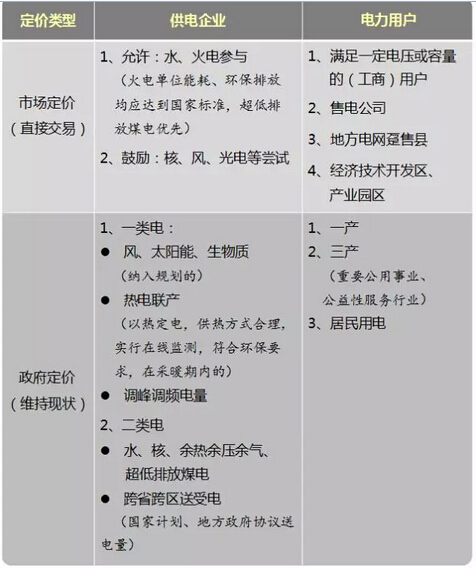 定价类型
供电企业
电力用户
市场定价
（直接交易）
1、允许：水、火电参与
（火电单位能耗、环保排放
均应达到国家标准，超低排
放煤电优先）
2、鼓励：核、风、光电等尝试
1、满足一定电压或容量
的（工商）用户
2、售电公司
3、地方电网趸售县
4、经济技术开发区、
产业园区
政府定价
（维持现状）
1、一类电：
● 风、太阳能、生物质
（纳入规划的）
● 热电联产
（以热定电，供热方式合理，
实行在线监测，符合环保要
求，在采暖期内的）
● 调峰调频电量
2、二类电
● 水、核、余热余压余气、
超低排放煤电
● 跨省跨区送受电
（国家计划、地方政府协议送
电量）
1、一产
2、三产
（重要公用事业、
公益性服务行业）
3、居民用电